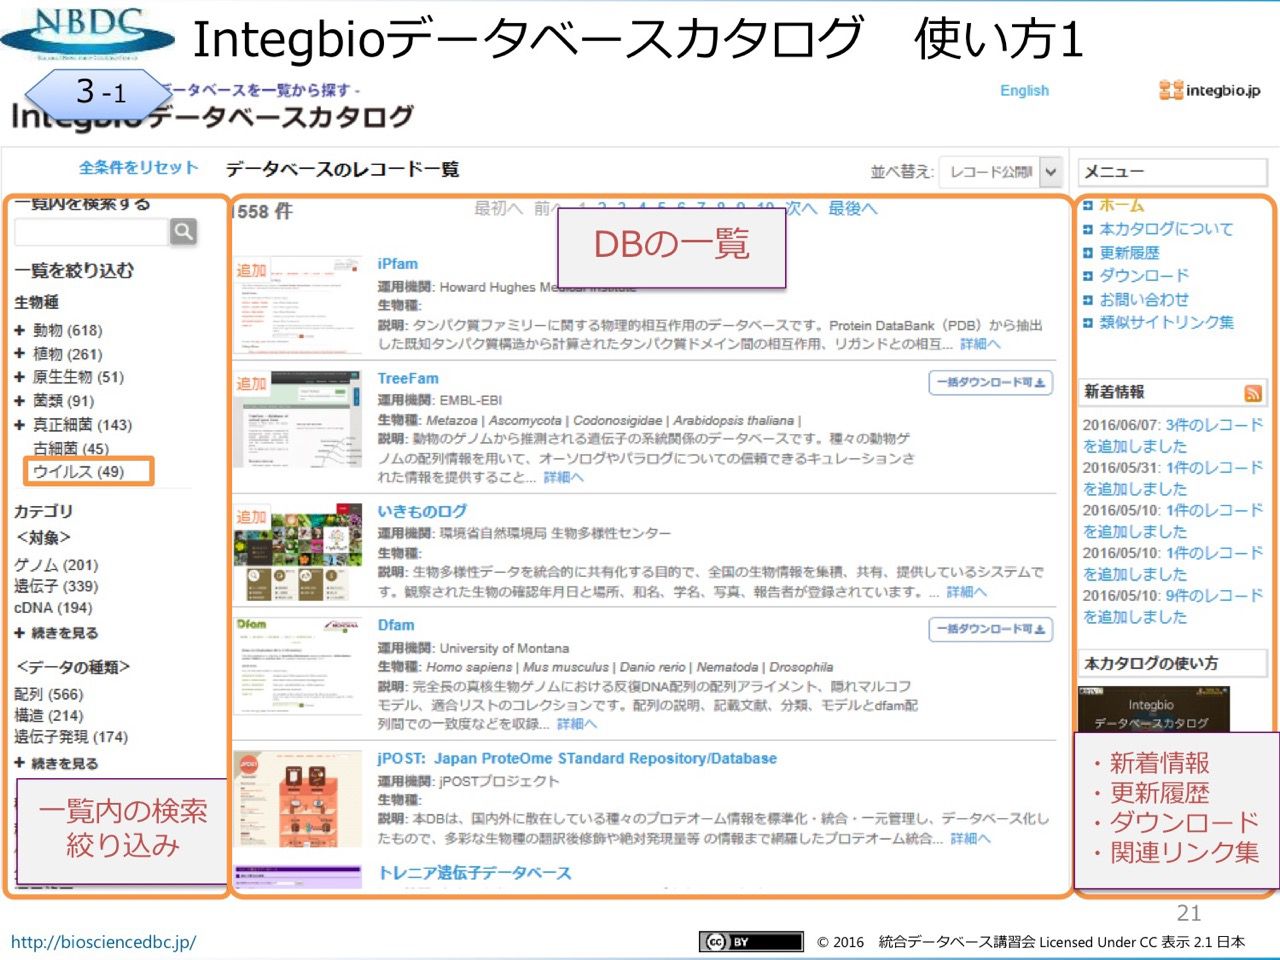 NBDC
Integbioデータベースカタログ 使い方1
3-1
データベースを一覧から探す -
Integbioデータベースカタログ
English
integbio.jp
全条件をリセット
データベースのレコード一覧
並べ替え:
レコード公開
メニュー
一覧内を検索する
一覧を絞り込む
生物種
+ 動物 (618)
+ 植物 (261)
+ 原生生物 (51)
+ 菌類 (91)
+ 真正細菌 (143)
古細菌 (45)
ウイルス (49)
カテゴリ
<対象>
ゲノム (201)
遺伝子 (339)
cDNA (194)
+ 続きを見る
<データの種類>
配列 (566)
構造 (214)
遺伝子発現 (174)
+ 続きを見る
一覧内の検索
絞り込み
1558 件
最初へ 前へ 1 2 3 4 5 6 7 8 9 10 次へ 最後へ
DBの一覧
追加
iPfam
運用機関: Howard Hughes Medical Institute
生物種:
説明: タンパク質ファミリーに関する物理的相互作用のデータベースです。Protein DataBank（PDB）から抽出
した既知タンパク質構造から計算されたタンパク質ドメイン間の相互作用、リガンドとの相互... 詳細へ
追加
TreeFam
一括ダウンロード可
運用機関: EMBL-EBI
生物種: Metazoa | Ascomycota | Codonosigidae | Arabidopsis thaliana |
説明: 動物のゲノムから推測される遺伝子の系統関係のデータベースです。種々の動物ゲ
ノムの配列情報を用いて、オーソログやパラログについての信頼できるキュレーションさ
れた情報を提供すること... 詳細へ
追加
いきものログ
運用機関: 環境省自然環境局 生物多様性センター
生物種:
説明: 生物多様性データを統合的に共有化する目的で、全国の生物情報を集積、共有、提供しているシステムで
す。観察された生物の確認年月日と場所、和名、学名、写真、報告者が登録されています。... 詳細へ
Dfam
Dfam
一括ダウンロード可
運用機関: University of Montana
生物種: Homo sapiens | Mus musculus | Danio rerio | Nematoda | Drosophila
説明: 完全長の真核生物ゲノムにおける反復DNA配列の配列アライメント、隠れマルコフ
モデル、適合リストのコレクションです。配列の説明、記載文献、分類、モデルとdfam配
列間での一致度などを収録... 詳細へ
jPOST: Japan ProteOme STandard Repository/Database
運用機関: jPOSTプロジェクト
生物種:
説明: 本DBは、国内外に散在している種々のプロテオーム情報を標準化・統合・一元管理し、データベース化し
たもので、多彩な生物種の翻訳後修飾や絶対発現量等 の情報まで網羅したプロテオーム統合... 詳細へ
トレニア遺伝子データベース
ホーム
本カタログについて
更新履歴
ダウンロード
お問い合わせ
類似サイトリンク集
新着情報
2016/06/07: 3件のレコード
を追加しました
2016/05/31: 1件のレコード
を追加しました
2016/05/10: 1件のレコード
を追加しました
2016/05/10: 1件のレコード
を追加しました
2016/05/10: 9件のレコード
を追加しました
本カタログの使い方
Integbio
データベースカタログ
・新着情報
・更新履歴
・ダウンロード
・関連リンク集
21
http://biosciencedbc.jp/
cc BY
© 2016 統合データベース講習会 Licensed Under CC 表示 2.1 日本